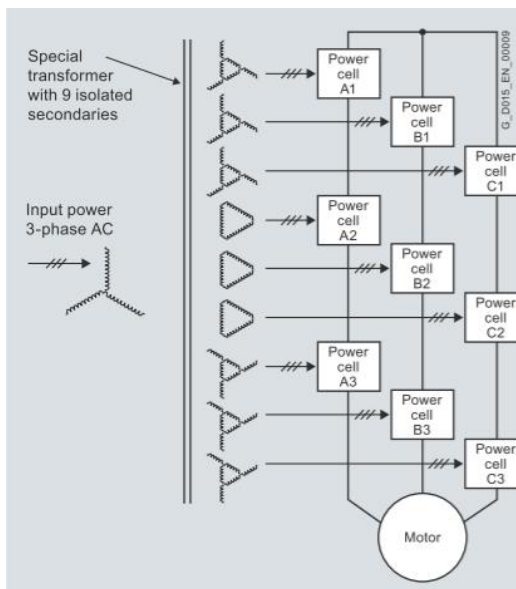 Special
transformer
with 9 isolated
secondaries
Input power
3-phase AC
Power
cell
A1
Power
cell
B1
Power
cell
C1
Power
cell
A2
Power
cell
B2
Power
cell
C2
Power
cell
A3
Power
cell
B3
Power
cell
C3
Motor
G_D015_EN_00009